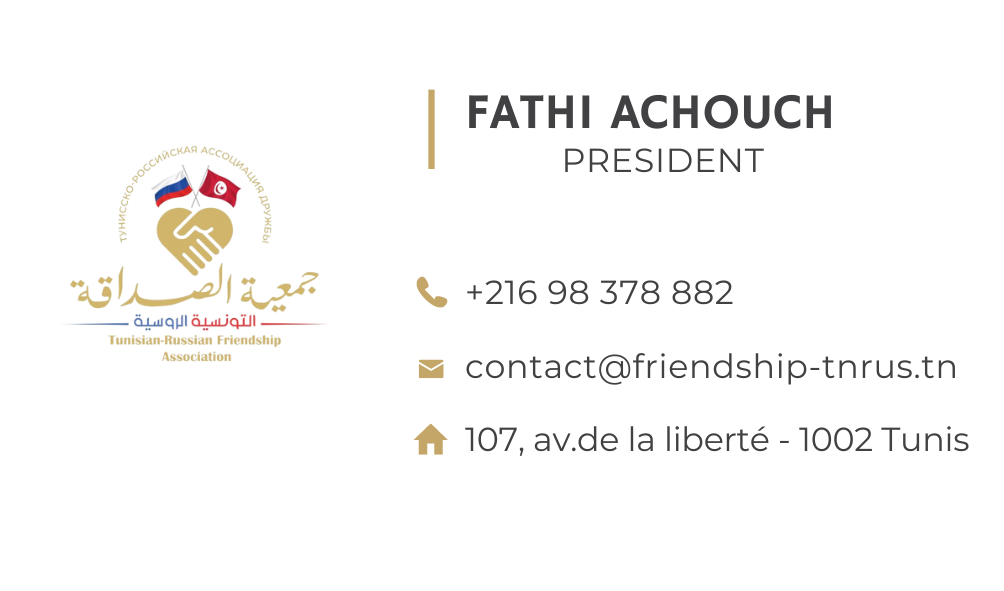 ТУНИССКО-РОССИЙСКАЯ АССОЦИАЦИЯ ДРУЖБЫ
جمعية الصداقة
التونسية الروسية
Tunisian-Russian Friendship
Association
FATHI ACHOUCH
PRESIDENT
+216 98 378 882
contact@friendship-tnrus.tn
107, av.de la liberté - 1002 Tunis